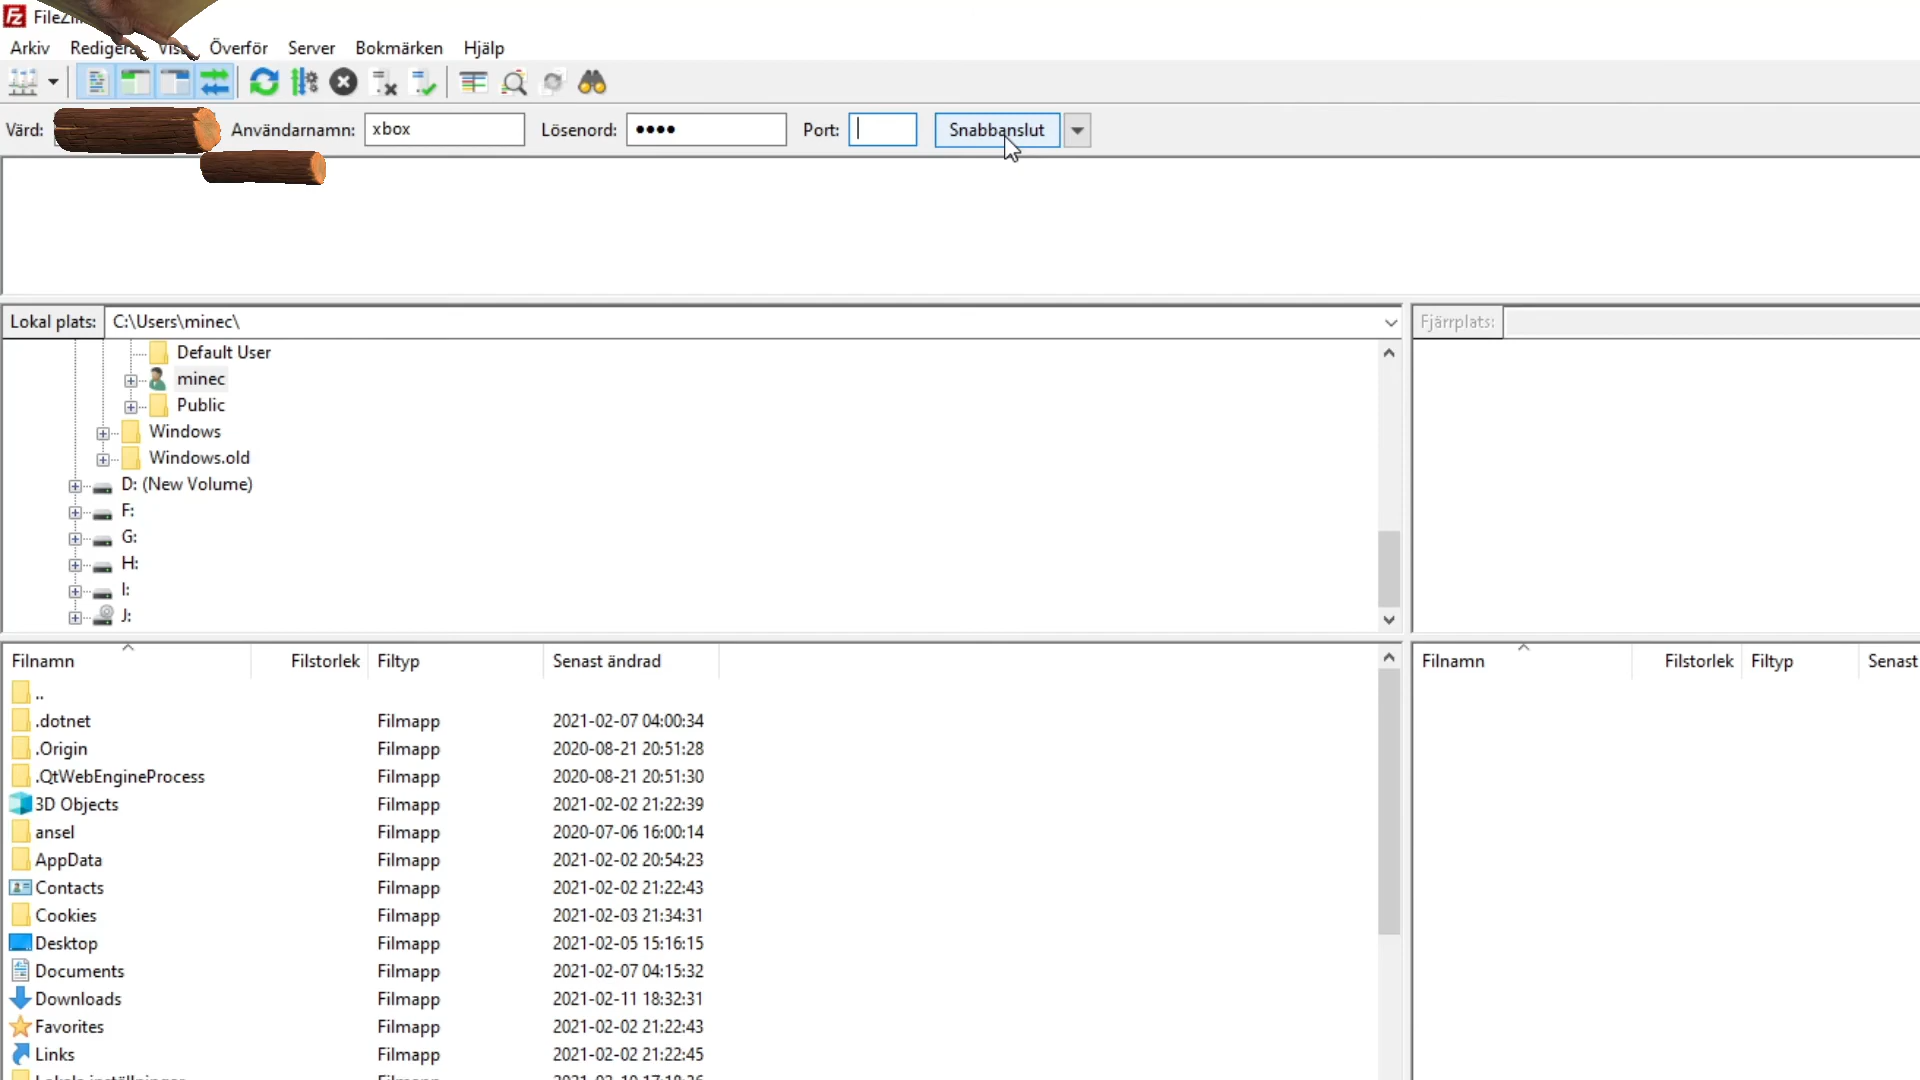 Arkiv Överför Server Bokmärken Hjälp
Värd: Användarnamn: xbox Lösenord: •••• Port: Snabbanslut
Lokal plats: C:\Users\minec\ Fjärrplats:
Default User
minec
Public
Windows
Windows.old
D: (New Volume)
F:
G:
H:
I:
J:
Filnamn Filstorlek Filtyp Senast ändrad Filnamn Filstorlek Filtyp Senast
..
.dotnet Filmapp 2021-02-07 04:00:34
.Origin Filmapp 2020-08-21 20:51:28
.QtWebEngineProcess Filmapp 2020-08-21 20:51:30
3D Objects Filmapp 2021-02-02 21:22:39
ansel Filmapp 2020-07-06 16:00:14
AppData Filmapp 2021-02-02 20:54:23
Contacts Filmapp 2021-02-02 21:22:43
Cookies Filmapp 2021-02-03 21:34:31
Desktop Filmapp 2021-02-05 15:16:15
Documents Filmapp 2021-02-07 04:15:32
Downloads Filmapp 2021-02-11 18:32:31
Favorites Filmapp 2021-02-02 21:22:43
Links Filmapp 2021-02-02 21:22:45